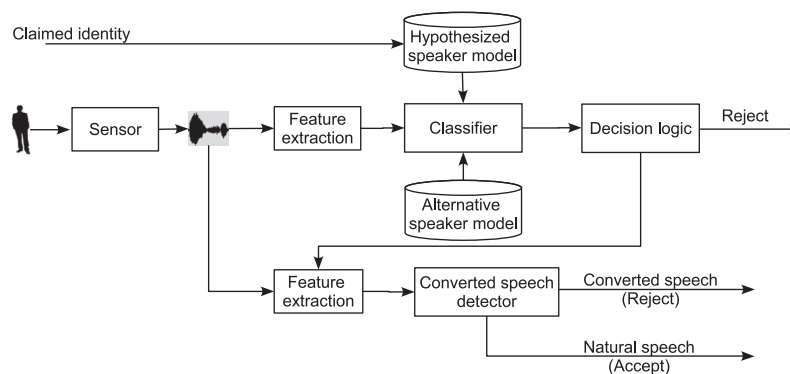 Claimed identity
Hypothesized
speaker model
Sensor
Feature
extraction
Classifier
Decision logic
Reject
Alternative
speaker model
Feature
extraction
Converted speech
detector
Converted speech
(Reject)
Natural speech
(Accept)